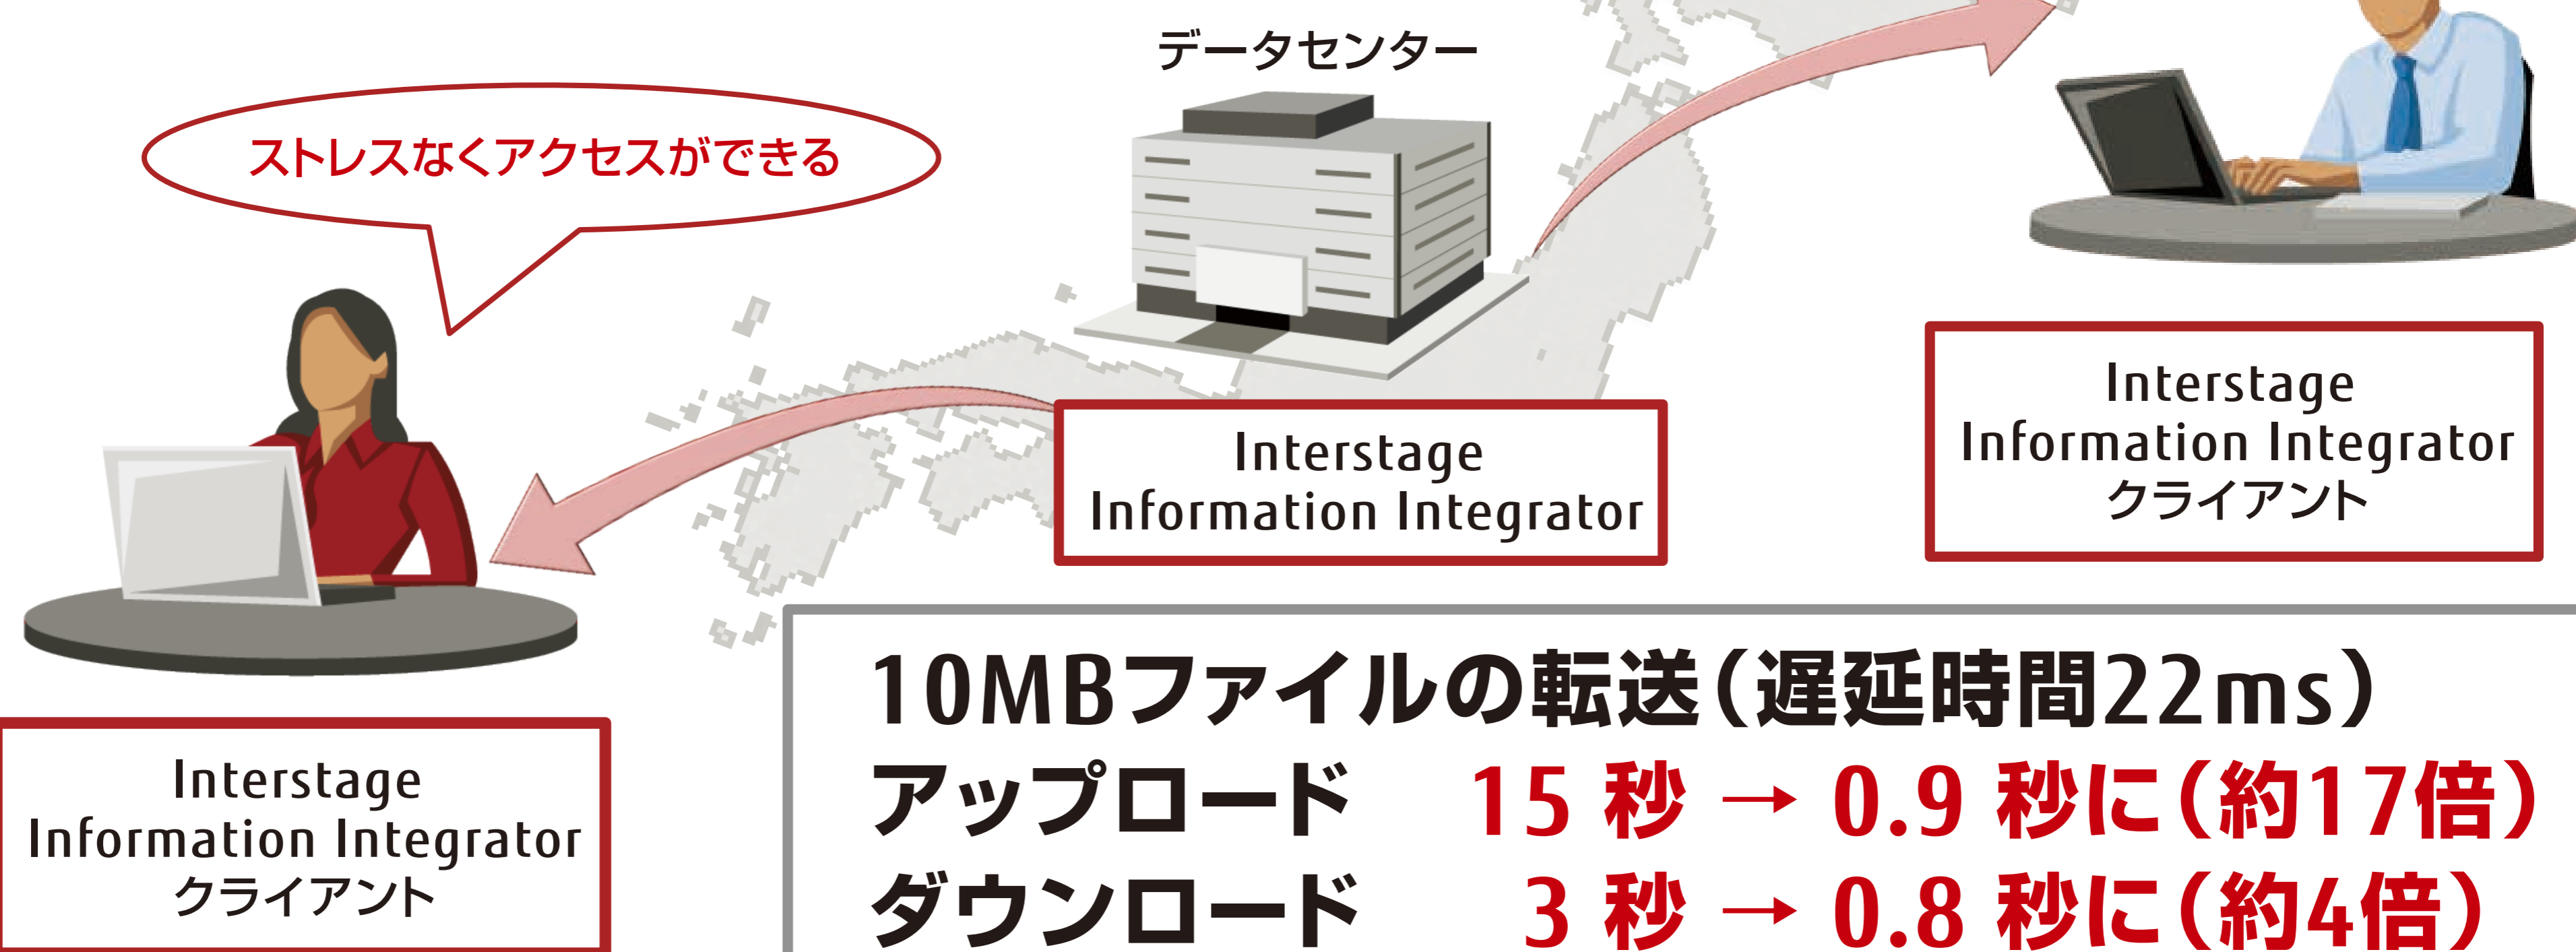 データセンター
ストレスなくアクセスができる
Interstage
Information Integrator
クライアント
Interstage
Information Integrator
Interstage
Information Integrator
クライアント
10MBファイルの転送(遅延時間22ms)
アップロード 15 秒 → 0.9 秒に(約17倍)
ダウンロード 3 秒 → 0.8 秒に(約4倍)